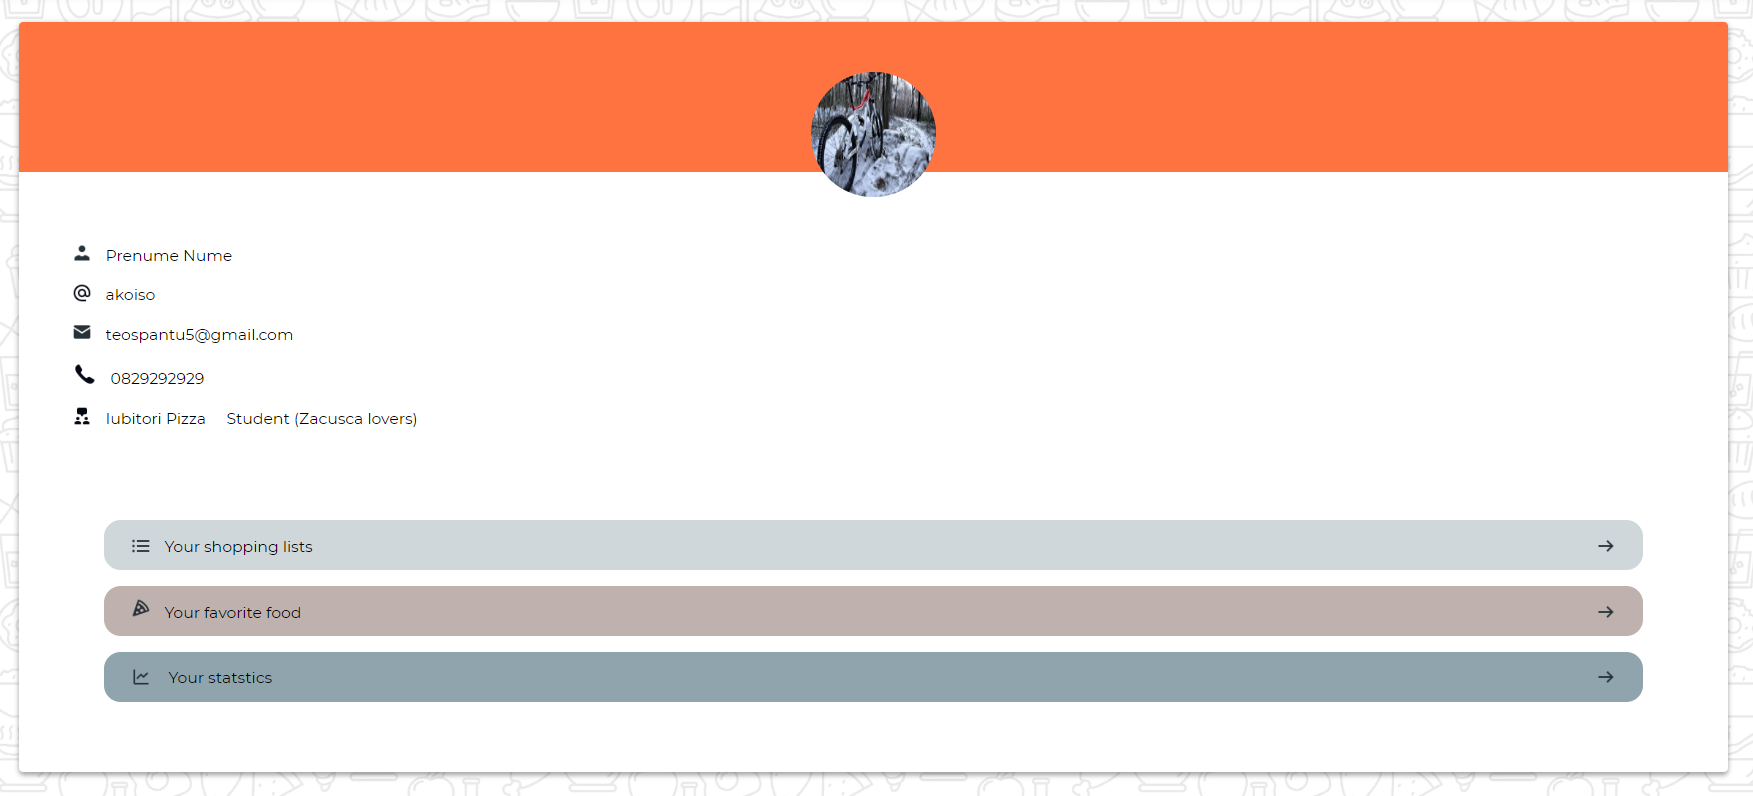 Prenume Nume
akoiso
teospantu5@gmail.com
0829292929
Iubitori Pizza Student (Zacusca lovers)
Your shopping lists
Your favorite food
Your statstics